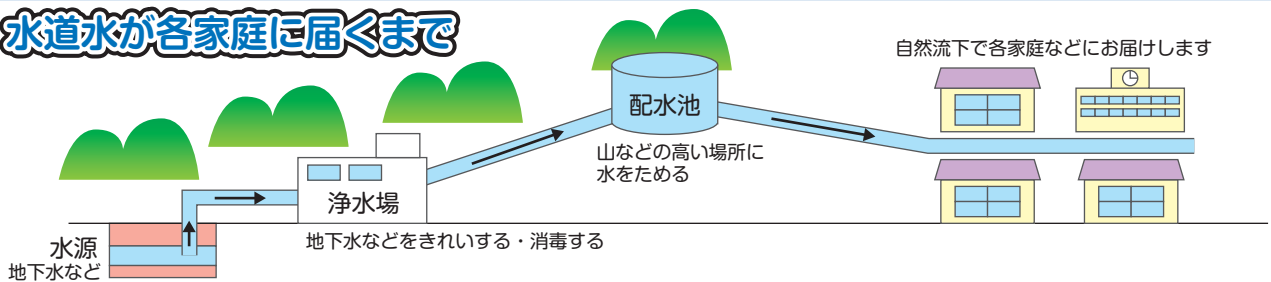 水道水が各家庭に届くまで
自然流下で各家庭などにお届けします
配水池
山などの高い場所に
水をためる
浄水場
地下水などをきれいする・消毒する
水源
地下水など